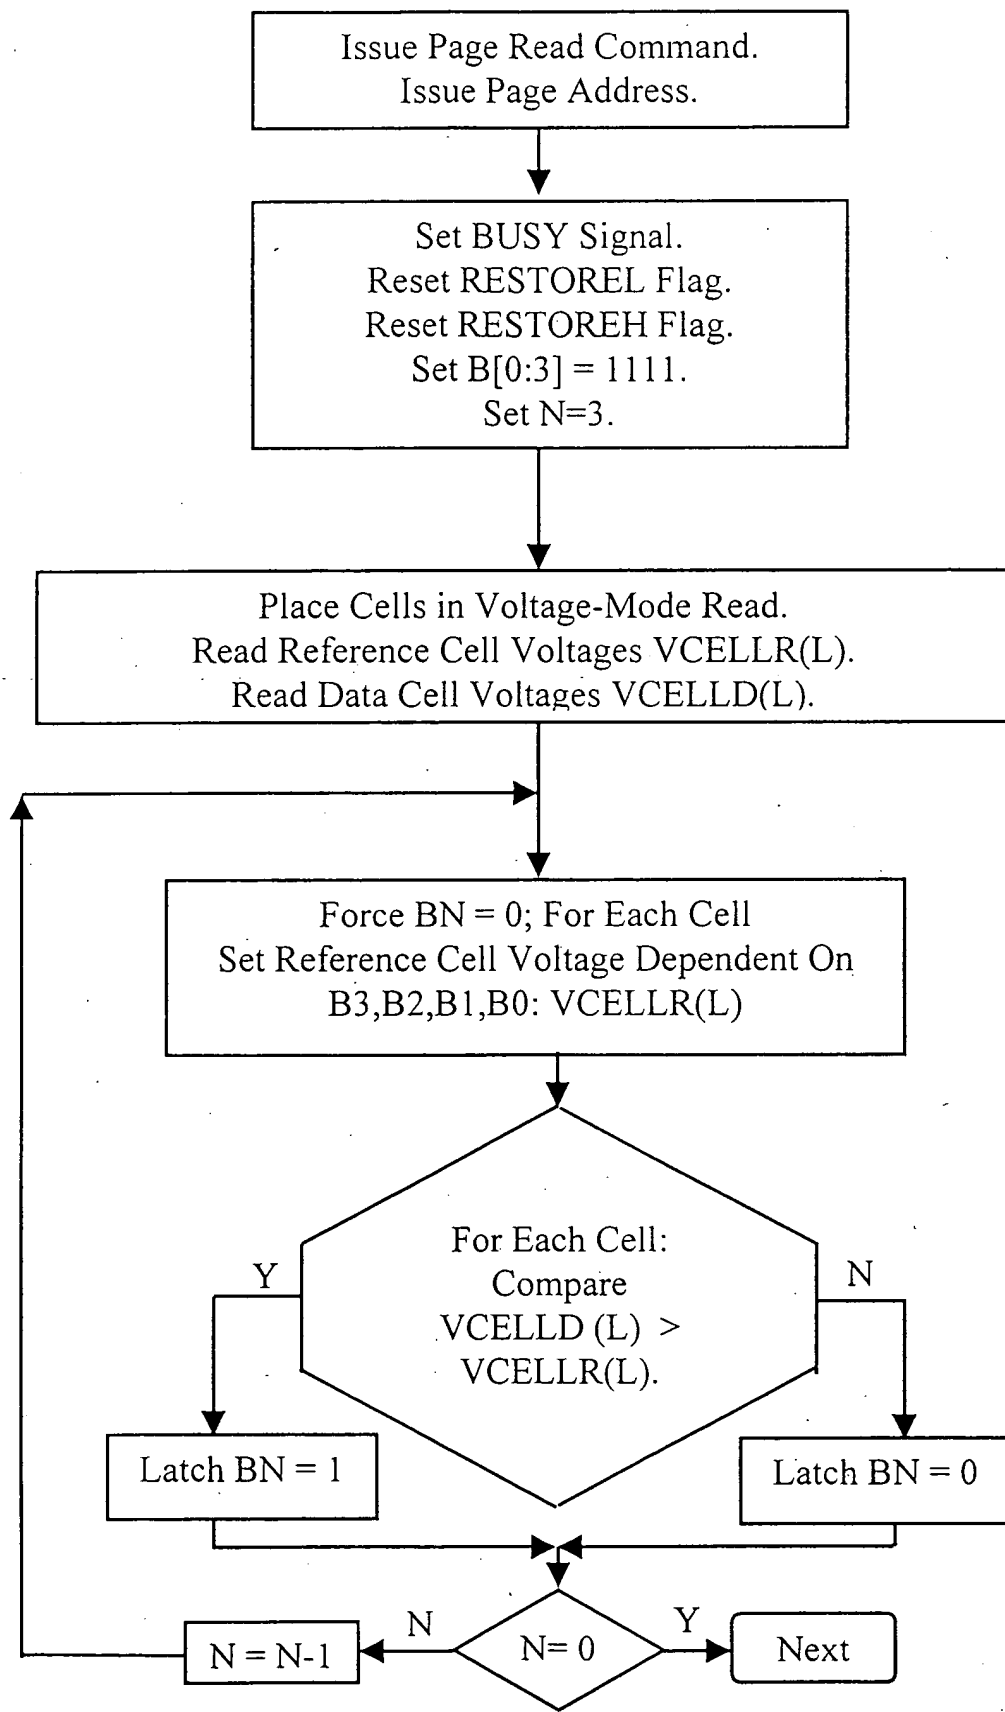 Issue Page Read Command.
Issue Page Address.
Set BUSY Signal.
Reset RESTOREL Flag.
Reset RESTOREH Flag.
Set B[0:3] = 1111.
Set N=3.
Place Cells in Voltage-Mode Read.
Read Reference Cell Voltages VCELLR(L).
Read Data Cell Voltages VCELLD(L).
Force BN = 0; For Each Cell
Set Reference Cell Voltage Dependent On
B3,B2,B1,B0: VCELLR(L)
For Each Cell:
Compare
VCELLD (L) >
VCELLR(L).
Y
N
Latch BN = 1
Latch BN = 0
N = N-1
N
N= 0
Y
Next